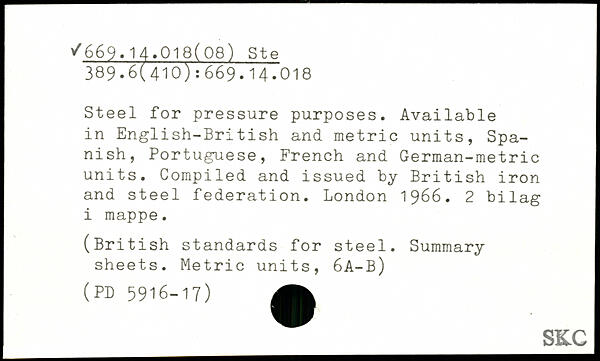 ✓669.14.018(08) Ste
389.6(410):669.14.018
Steel for pressure purposes. Available
in English-British and metric units, Spa-
nish, Portuguese, French and German-metric
units. Compiled and issued by British iron
and steel federation. London 1966. 2 bilag
i mappe.
(British standards for steel. Summary
sheets. Metric units, 6A-B)
(PD 5916-17)
SKC